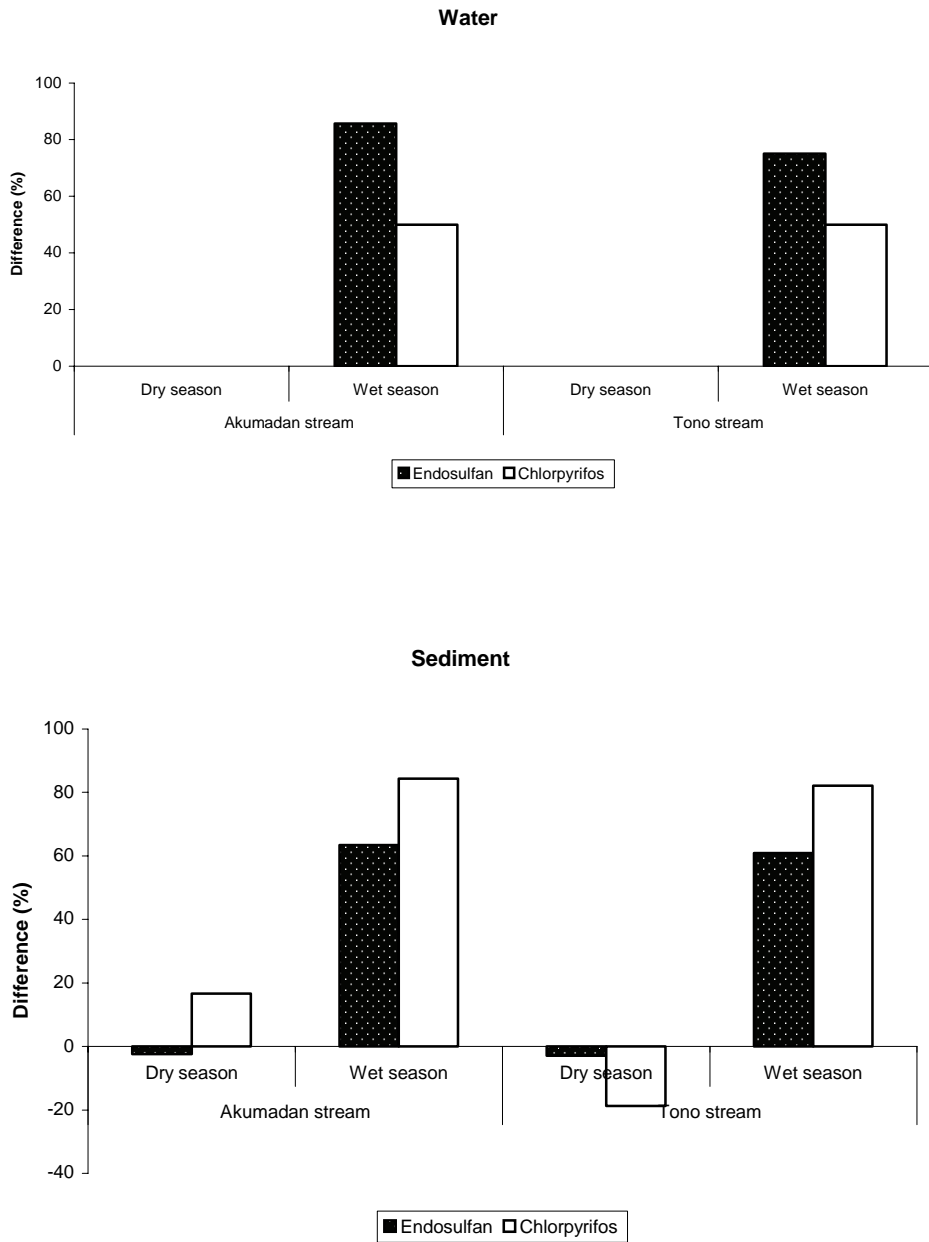 Water
Difference (%)
100
80
60
40
20
0
Dry season Wet season Dry season Wet season
Akumadan stream Tono stream
Endosulfan Chlorpyrifos
Sediment
Difference (%)
100
80
60
40
20
0
-20
-40
Dry season Wet season Dry season Wet season
Akumadan stream Tono stream
Endosulfan Chlorpyrifos